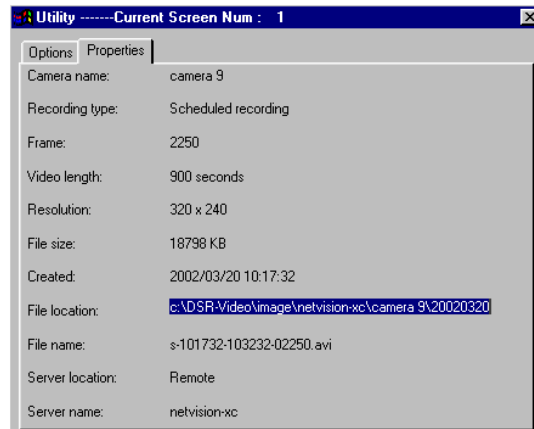 Utility -------Current Screen Num : 1
Options Properties
Camera name: camera 9
Recording type: Scheduled recording
Frame: 2250
Video length: 900 seconds
Resolution: 320 x 240
File size: 18798 KB
Created: 2002/03/20 10:17:32
File location: c:\DSR-Video\image\netvision-xc\camera 9\20020320
File name: s-101732-103232-02250.avi
Server location: Remote
Server name: netvision-xc